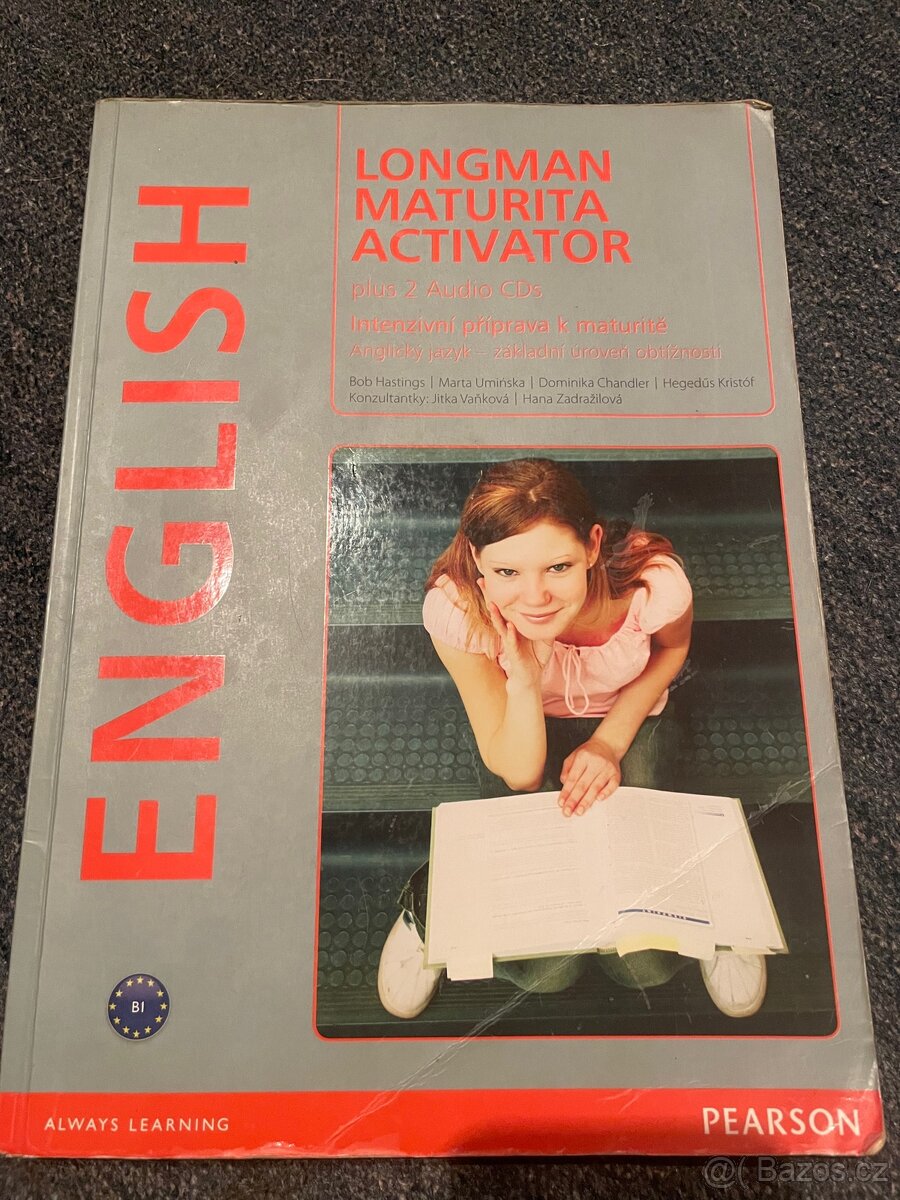 ENGLISH
LONGMAN
MATURITA
ACTIVATOR
plus 2 Audio CDs
Intenzivní příprava k maturitě
Anglický jazyk – základní úroveň obtížnosti
Bob Hastings | Marta Umińska | Dominika Chandler | Hegedűs Kristóf
Konzultantky: Jitka Vaňková | Hana Zadražilová
B1
ALWAYS LEARNING
PEARSON
@( Bazos.cz